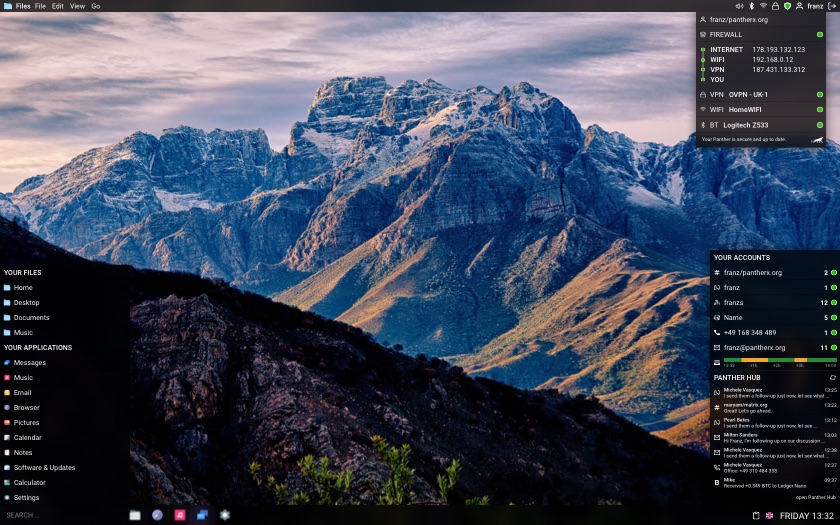 Files File Edit View Go
franz
franz/pantherx.org
FIREWALL
INTERNET 178.193.132.123
WIFI 192.168.0.12
VPN 187.431.133.312
YOU
VPN OVPN - UK-1
WIFI HomeWIFI
BT Logitech Z533
Your Panther is secure and up to date.
YOUR FILES
Home
Desktop
Documents
Music
YOUR APPLICATIONS
Messages
Music
Email
Browser
Pictures
Calendar
Notes
Software & Updates
Calculator
Settings
SEARCH ...
YOUR ACCOUNTS
franz/pantherx.org 2
franz 1
franzs 12
Name 5
+49 168 348 489 1
franz@pantherx.org 11
PANTHER HUB
Michele Vasquez 13:25
I send them a follow-up just now. let see what ...
maryam/matrix.org 13:22
Great! Let's go ahead.
Pearl Bates 13:12
I send them a follow-up just now. let see ...
Milton Sanders 13:03
Hi Franz, I'm following up on our discussion ...
Michele Vasquez 12:38
I send them a follow-up just now. let see what ...
Michele Vasquez 12:37
Office: +49 310 484 333
B Mike 09:37
Received +0.349 BTC to Ledger Nano
open Panther Hub
FRIDAY 13:32